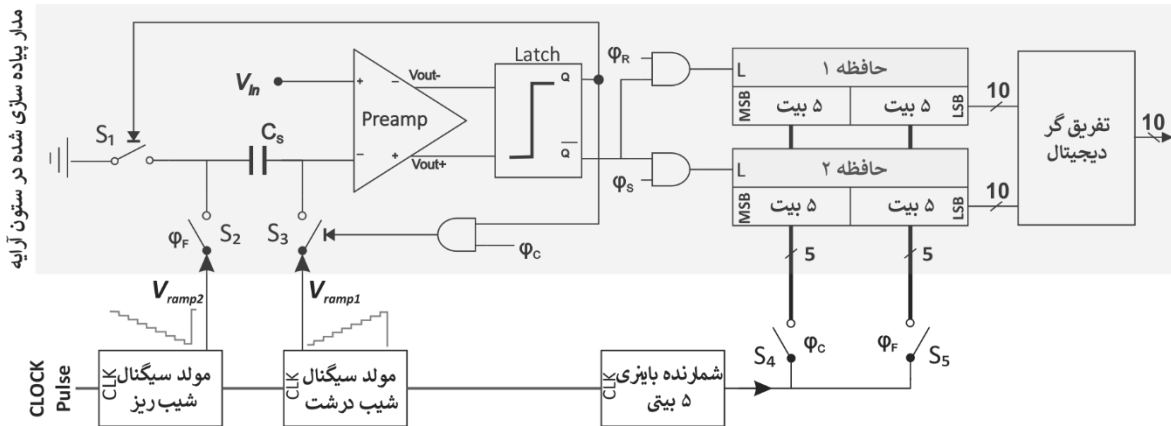 مدار پیاده سازی شده در ستون آرایه
S1
VIn
CS
Preamp
+
−
−
+
Vout-
Vout+
Latch
Q
Q̅
φR
φS
L
حافظه ۱
MSB
۵ بیت
۵ بیت
LSB
10
L
حافظه ۲
MSB
۵ بیت
۵ بیت
LSB
10
تفریق گر
دیجیتال
10
φF
S2
S3
φC
5
5
Vramp2
Vramp1
S4
φC
φF
S5
CLOCK
Pulse
CLK
مولد سیگنال
شیب ریز
CLK
مولد سیگنال
شیب درشت
CLK
شمارنده باینری
۵ بیتی